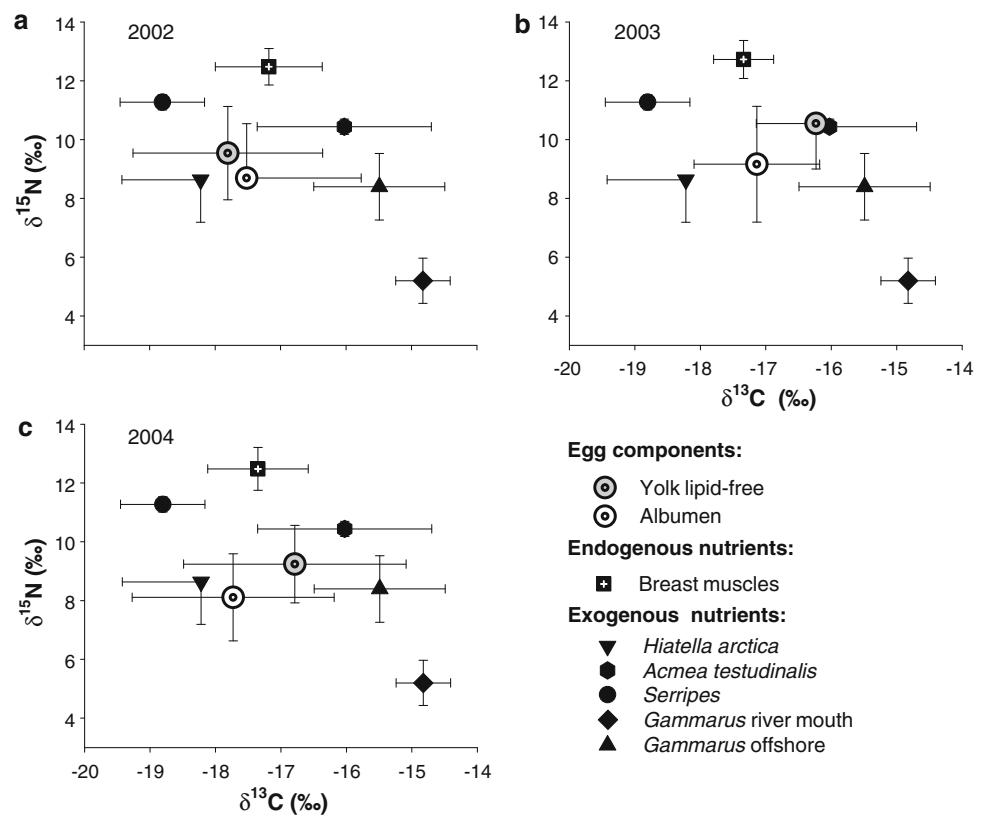 a
2002
14
12
10
8
6
4
δ15N (‰)
b
2003
14
12
10
8
6
4
-20 -19 -18 -17 -16 -15 -14
δ13C (‰)
c
2004
14
12
10
8
6
4
δ15N (‰)
-20 -19 -18 -17 -16 -15 -14
δ13C (‰)
Egg components:
Yolk lipid-free
Albumen
Endogenous nutrients:
Breast muscles
Exogenous nutrients:
Hiatella arctica
Acmea testudinalis
Serripes
Gammarus river mouth
Gammarus offshore